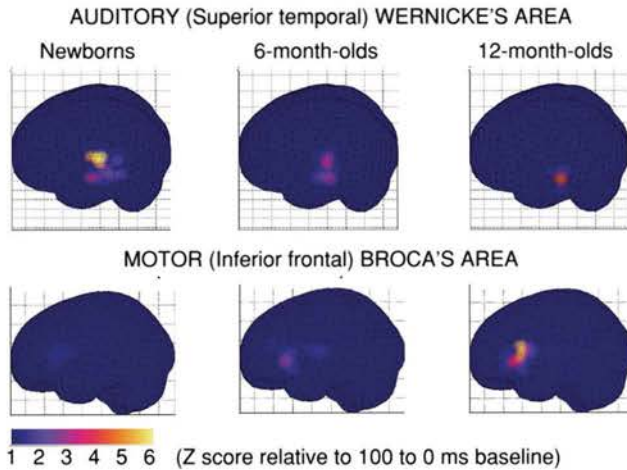 AUDITORY (Superior temporal) WERNICKE'S AREA
Newborns 6-month-olds 12-month-olds
MOTOR (Inferior frontal) BROCA'S AREA
1 2 3 4 5 6 (Z score relative to 100 to 0 ms baseline)